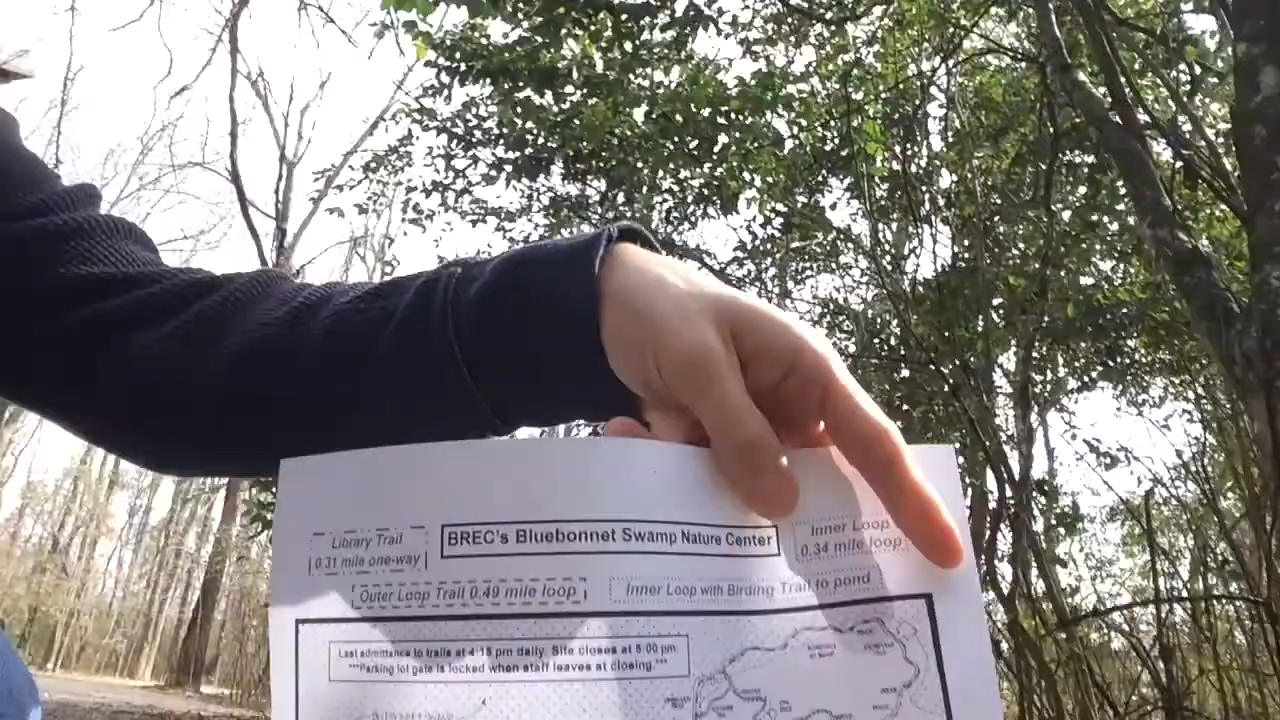 Library Trail
0.31 mile one-way
BREC's Bluebonnet Swamp Nature Center
Inner Loop
0.34 mile loop
Outer Loop Trail 0.49 mile loop
Inner Loop with Birding Trail to pond
Last admittance to trails at 4:15 pm daily. Site closes at 5:00 pm
***Parking lot gate is locked when staff leaves at closing.***